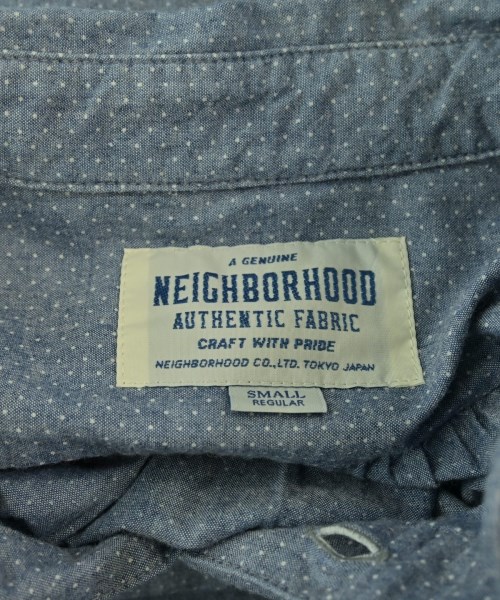 A GENUINE
NEIGHBORHOOD
AUTHENTIC FABRIC
CRAFT WITH PRIDE
NEIGHBORHOOD CO.,LTD. TOKYO JAPAN
SMALL
REGULAR